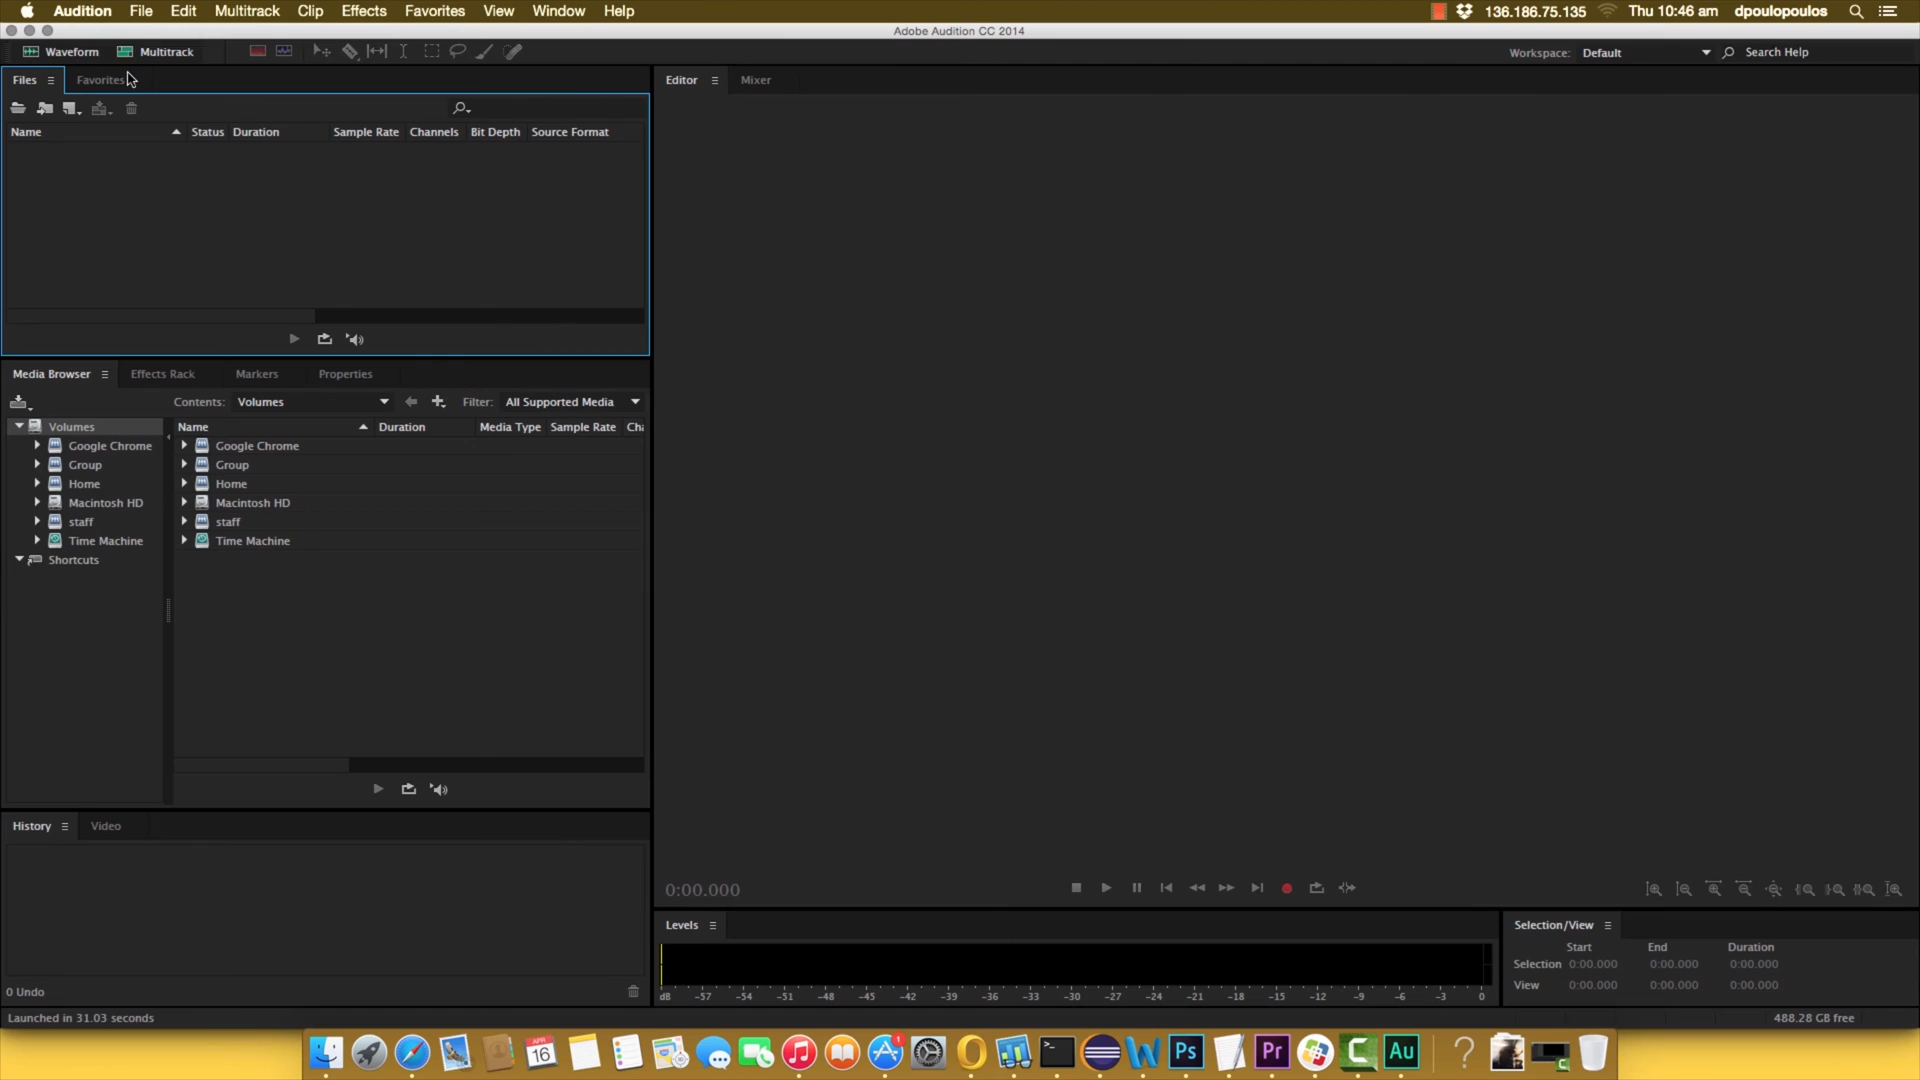 Audition File Edit Multitrack Clip Effects Favorites View Window Help 136.186.75.135 Thu 10:46 am dpoulopoulos
Adobe Audition CC 2014
Waveform Multitrack Workspace: Default Search Help
Files Favorites Editor Mixer
Name Status Duration Sample Rate Channels Bit Depth Source Format
Media Browser Effects Rack Markers Properties
Contents: Volumes Filter: All Supported Media
Volumes Name Duration Media Type Sample Rate Cha
Google Chrome Google Chrome
Group Group
Home Home
Macintosh HD Macintosh HD
staff staff
Time Machine Time Machine
Shortcuts
History Video
0:00.000
Levels Selection/View
Start End Duration
Selection 0:00.000 0:00.000 0:00.000
View 0:00.000 0:00.000 0:00.000
0 Undo
dB -57 -54 -51 -48 -45 -42 -39 -36 -33 -30 -27 -24 -21 -18 -15 -12 -9 -6 -3 0
Launched in 31.03 seconds 488.28 GB free
APR
16
1
Ps Pr Au